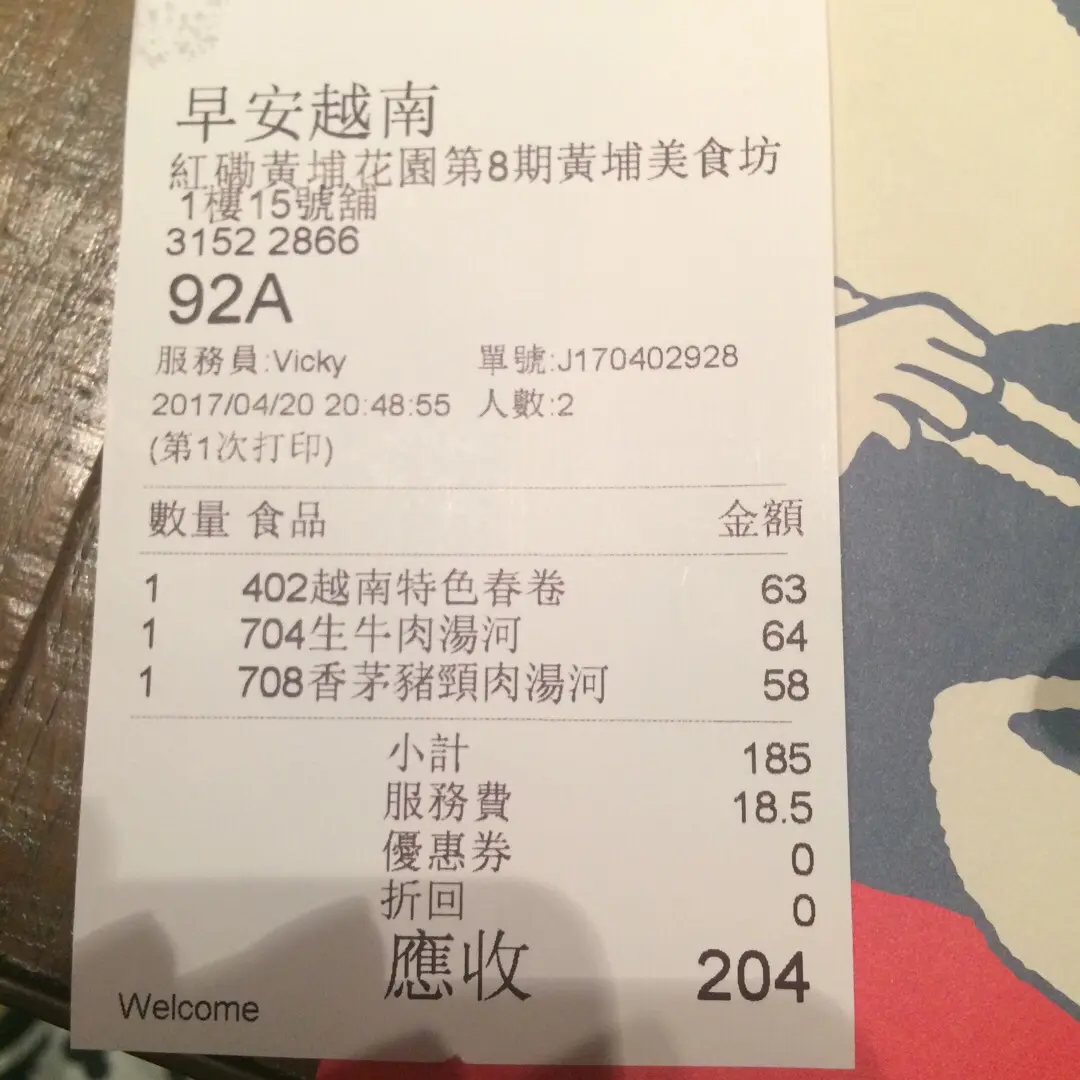 早安越南
紅磡黃埔花園第8期黃埔美食坊
1樓15號舖
3152 2866
92A
服務員:Vicky 單號:J170402928
2017/04/20 20:48:55 人數:2
(第1次打印)
數量 食品 金額
1 402越南特色春卷 63
1 704生牛肉湯河 64
1 708香茅豬頸肉湯河 58
小計 185
服務費 18.5
優惠券 0
折回 0
應收 204
Welcome